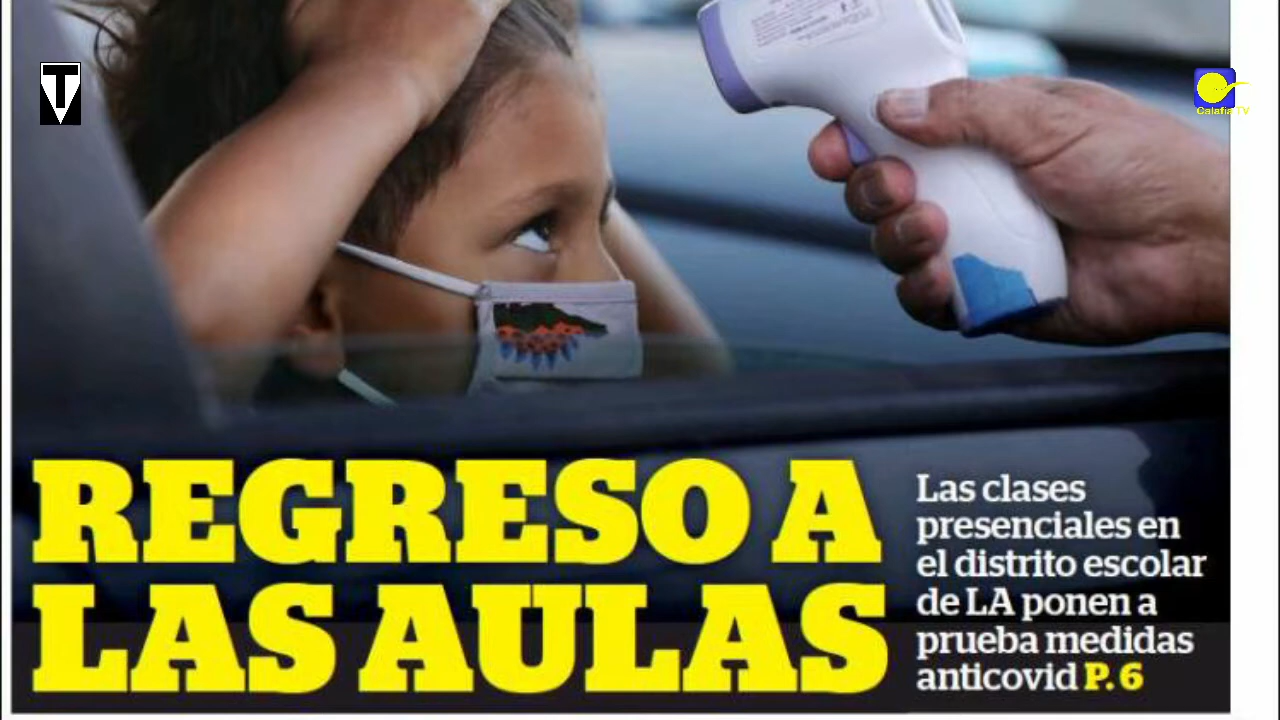 Calafia TV
REGRESO A
LAS AULAS
Las clases
presenciales en
el distrito escolar
de LA ponen a
prueba medidas
anticovid P. 6